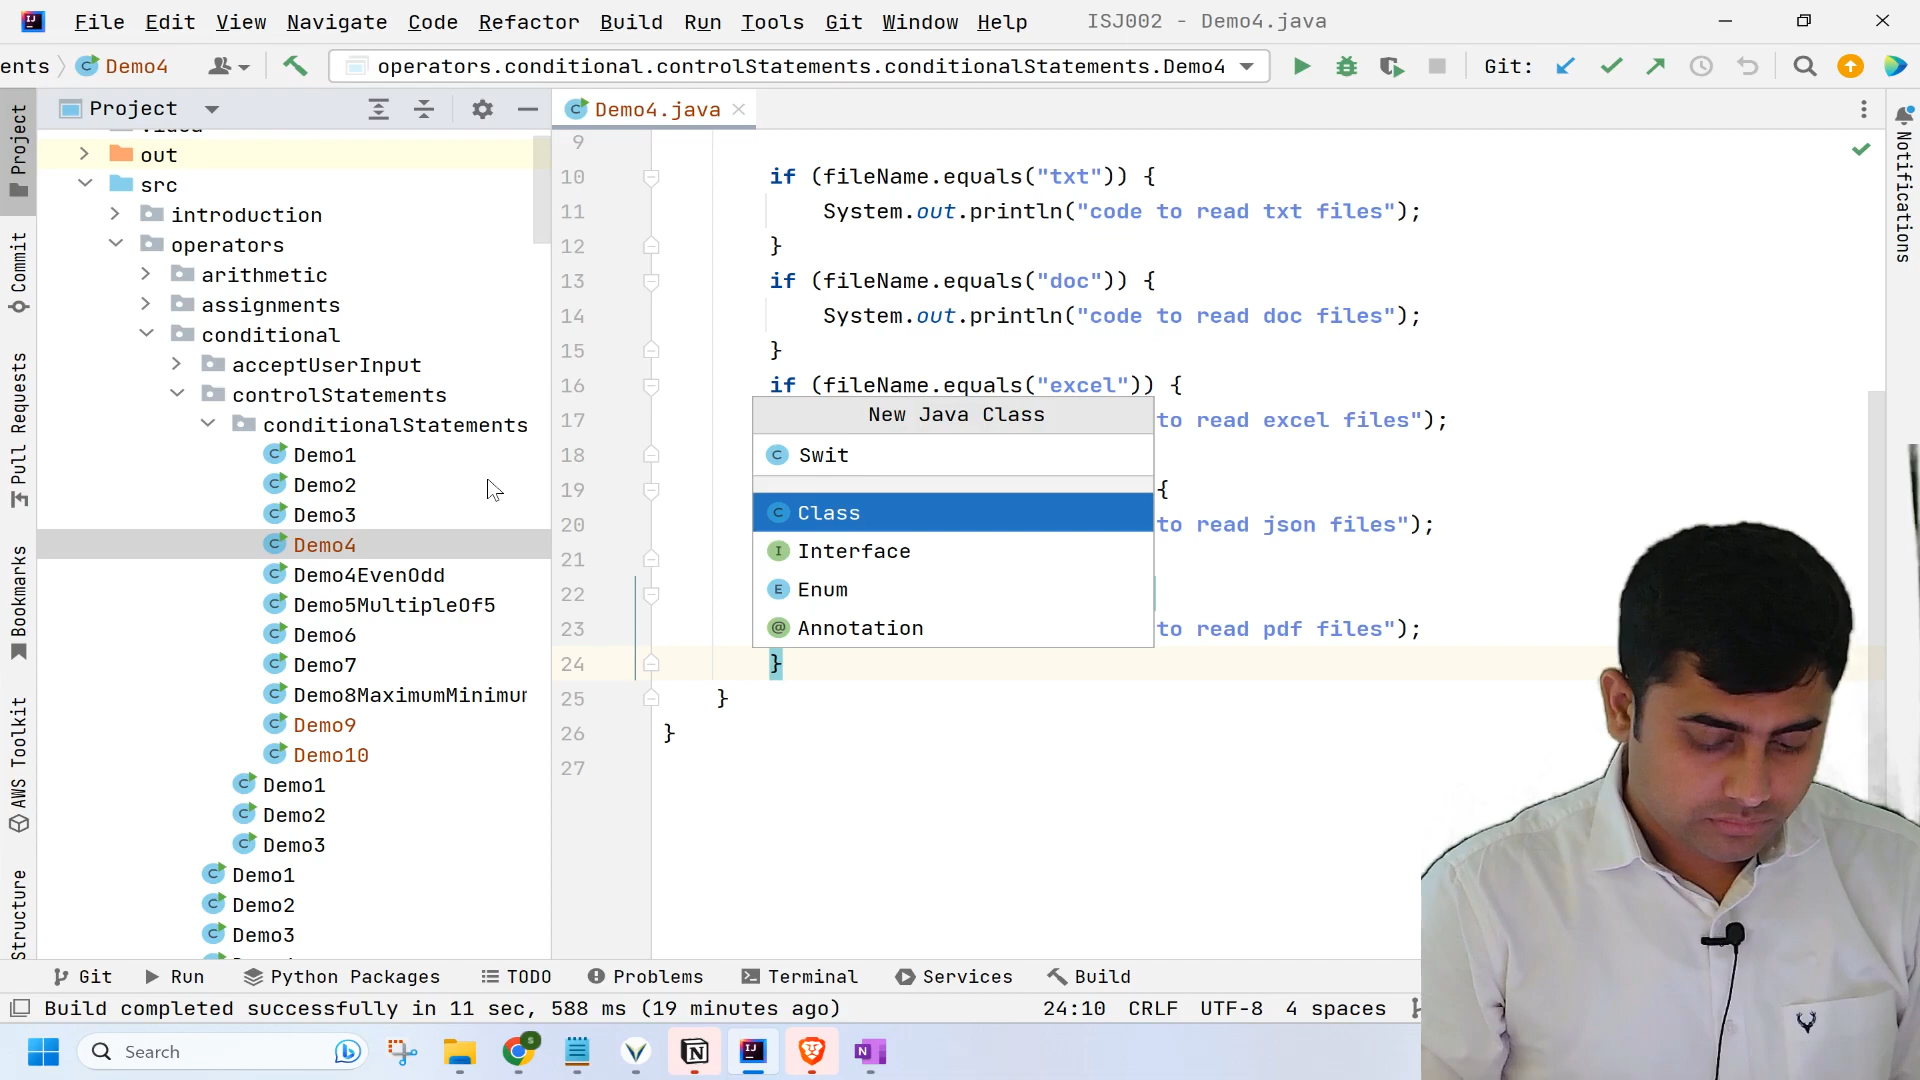 File Edit View Navigate Code Refactor Build Run Tools Git Window Help ISJ002 - Demo4.java
ents Demo4 operators.conditional.controlStatements.conditionalStatements.Demo4 Git:
Project
Demo4.java
out
src
introduction
operators
arithmetic
assignments
conditional
acceptUserInput
controlStatements
conditionalStatements
Demo1
Demo2
Demo3
Demo4
Demo4EvenOdd
Demo5MultipleOf5
Demo6
Demo7
Demo8MaximumMinimur
Demo9
Demo10
Demo1
Demo2
Demo3
Demo1
Demo2
Demo3
Project
Commit
Pull Requests
Bookmarks
AWS Toolkit
Structure
9
10 if (fileName.equals("txt")) {
11 System.out.println("code to read txt files");
12 }
13 if (fileName.equals("doc")) {
14 System.out.println("code to read doc files");
15 }
16 if (fileName.equals("excel")) {
17 to read excel files");
18
19 {
20 to read json files");
21
22
23 to read pdf files");
24 }
25 }
26 }
27
New Java Class
Swit
Class
Interface
Enum
Annotation
Notifications
Git Run Python Packages TODO Problems Terminal Services Build
Build completed successfully in 11 sec, 588 ms (19 minutes ago) 24:10 CRLF UTF-8 4 spaces
Search